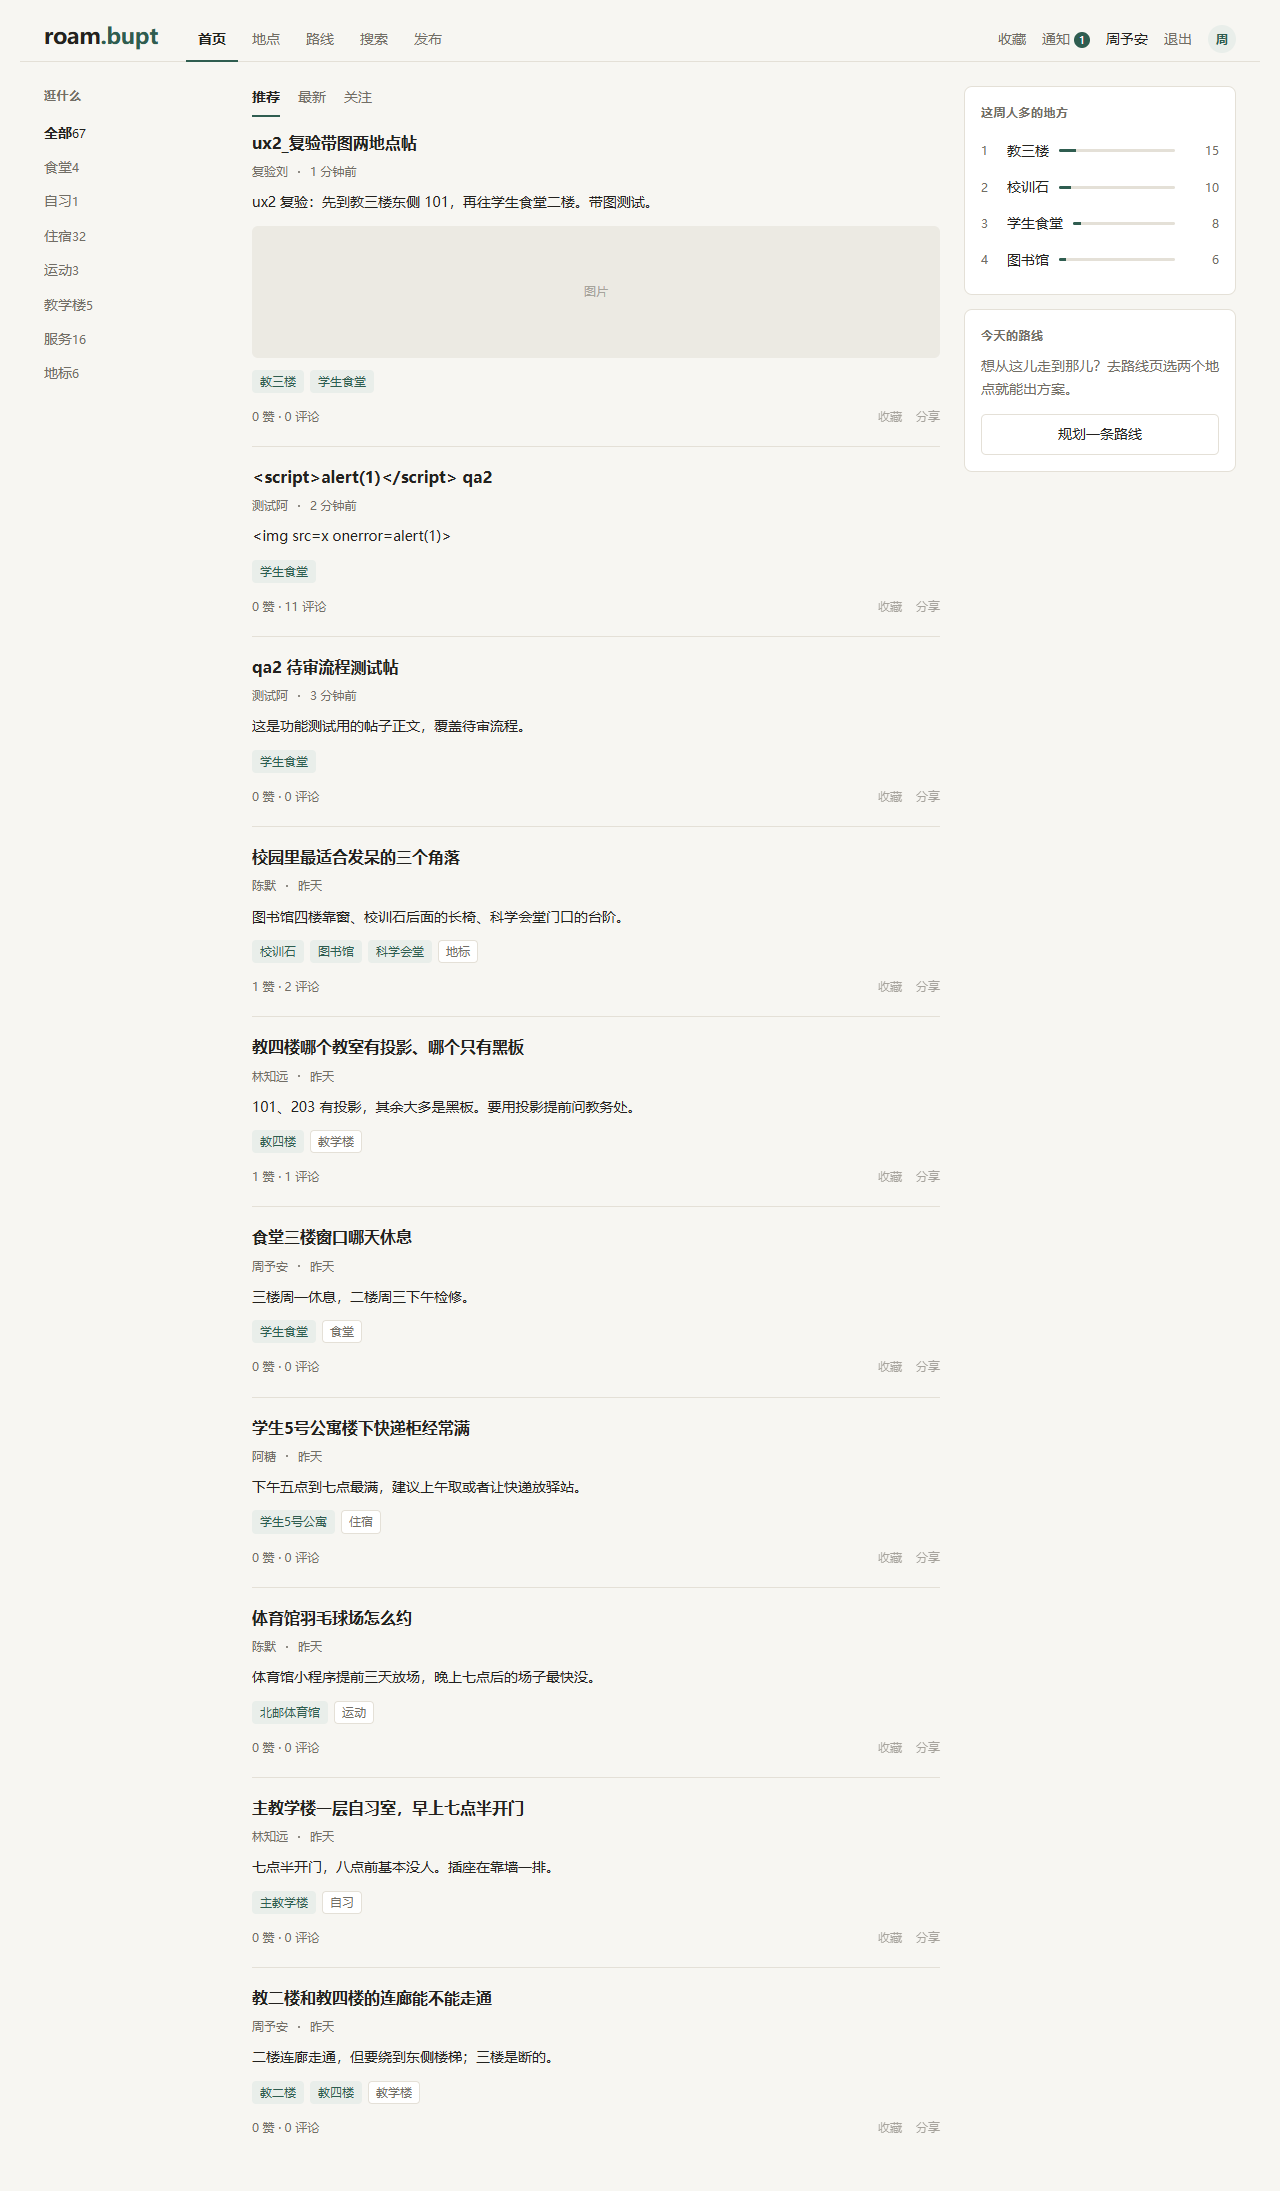 roam.bupt
首页 地点 路线 搜索 发布
收藏 通知 1 周予安 退出 周
逛什么
全部67
食堂4
自习1
住宿32
运动3
教学楼5
服务16
地标6
推荐 最新 关注
ux2_复验带图两地点帖
复验刘 · 1 分钟前
ux2 复验：先到教三楼东侧 101，再往学生食堂二楼。带图测试。
图片
教三楼 学生食堂
0 赞 · 0 评论 收藏 分享
<script>alert(1)</script> qa2
测试阿 · 2 分钟前
<img src=x onerror=alert(1)>
学生食堂
0 赞 · 11 评论 收藏 分享
qa2 待审流程测试帖
测试阿 · 3 分钟前
这是功能测试用的帖子正文，覆盖待审流程。
学生食堂
0 赞 · 0 评论 收藏 分享
校园里最适合发呆的三个角落
陈默 · 昨天
图书馆四楼靠窗、校训石后面的长椅、科学会堂门口的台阶。
校训石 图书馆 科学会堂 地标
1 赞 · 2 评论 收藏 分享
教四楼哪个教室有投影、哪个只有黑板
林知远 · 昨天
101、203 有投影，其余大多是黑板。要用投影提前问教务处。
教四楼 教学楼
1 赞 · 1 评论 收藏 分享
食堂三楼窗口哪天休息
周予安 · 昨天
三楼周一休息，二楼周三下午检修。
学生食堂 食堂
0 赞 · 0 评论 收藏 分享
学生5号公寓楼下快递柜经常满
阿糖 · 昨天
下午五点到七点最满，建议上午取或者让快递放驿站。
学生5号公寓 住宿
0 赞 · 0 评论 收藏 分享
体育馆羽毛球场怎么约
陈默 · 昨天
体育馆小程序提前三天放场，晚上七点后的场子最快没。
北邮体育馆 运动
0 赞 · 0 评论 收藏 分享
主教学楼一层自习室，早上七点半开门
林知远 · 昨天
七点半开门，八点前基本没人。插座在靠墙一排。
主教学楼 自习
0 赞 · 0 评论 收藏 分享
教二楼和教四楼的连廊能不能走通
周予安 · 昨天
二楼连廊走通，但要绕到东侧楼梯；三楼是断的。
教二楼 教四楼 教学楼
0 赞 · 0 评论 收藏 分享
这周人多的地方
1 教三楼 15
2 校训石 10
3 学生食堂 8
4 图书馆 6
今天的路线
想从这儿走到那儿？去路线页选两个地
点就能出方案。
规划一条路线